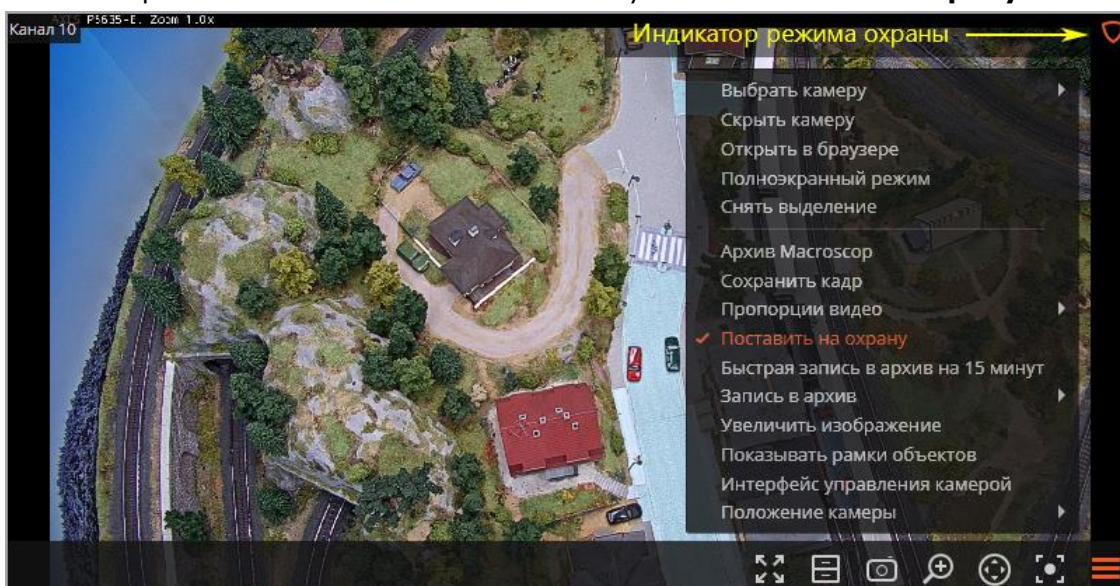 Канал 10
AXIS P5635-E. Zoom 1.0x
Индикатор режима охраны
Выбрать камеру
Скрыть камеру
Открыть в браузере
Полноэкранный режим
Снять выделение
Архив Macroscop
Сохранить кадр
Пропорции видео
Поставить на охрану
Быстрая запись в архив на 15 минут
Запись в архив
Увеличить изображение
Показывать рамки объектов
Интерфейс управления камерой
Положение камеры